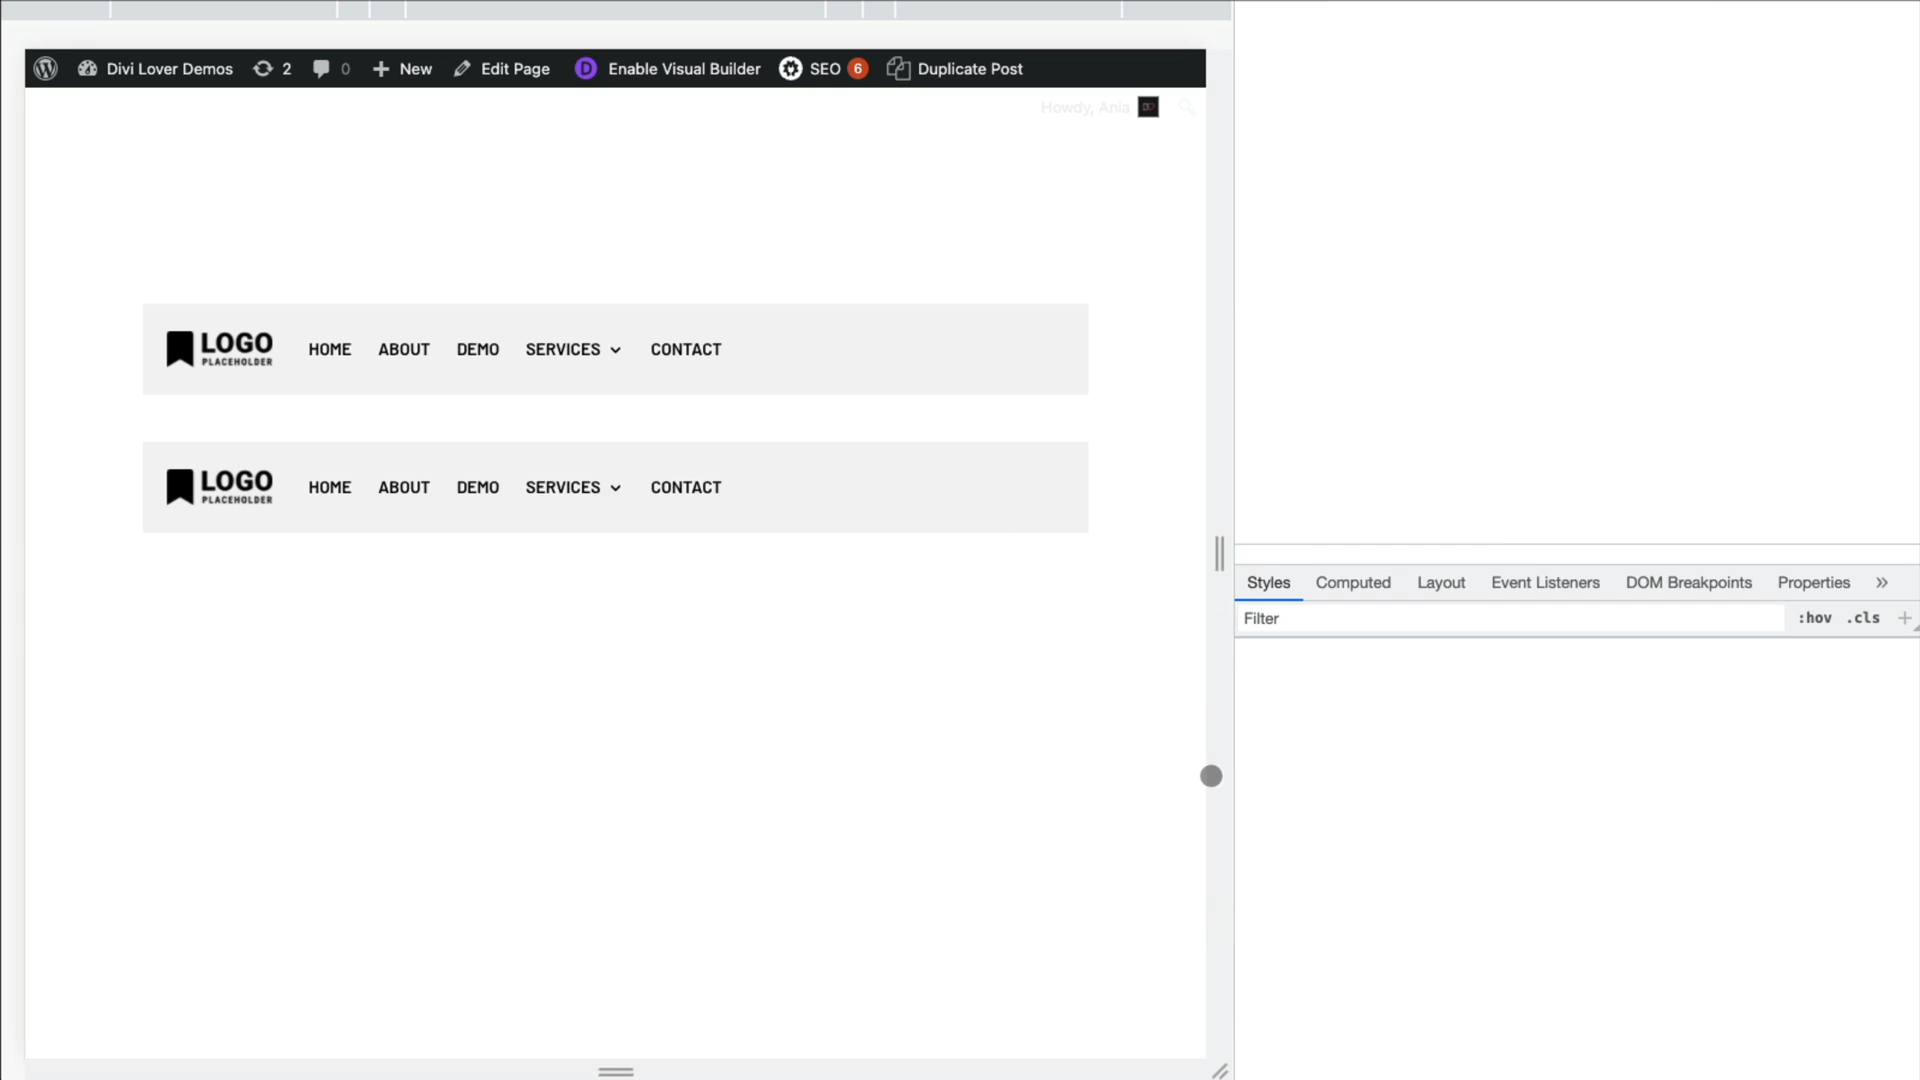 Divi Lover Demos 2 0 New Edit Page D Enable Visual Builder SEO 6 Duplicate Post
Howdy, Ania
LOGO
PLACEHOLDER
HOME ABOUT DEMO SERVICES CONTACT
LOGO
PLACEHOLDER
HOME ABOUT DEMO SERVICES CONTACT
Styles Computed Layout Event Listeners DOM Breakpoints Properties »
Filter :hov .cls +